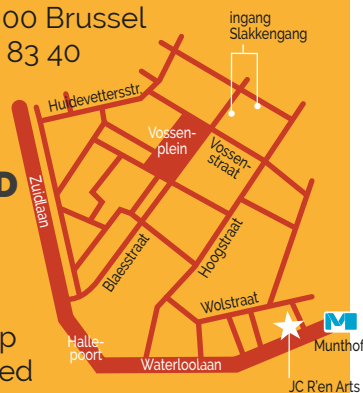 00 Brussel
83 40
ingang
Slakkengang
Huidevettersstr.
Vossen-
plein
Vossen-
straat
D
Zuidlaan
Blaesstraat
Hoogstraat
Wolstraat
p
ed
Halle-
poort
Waterloolaan
M
Munthof
JC R'en Arts